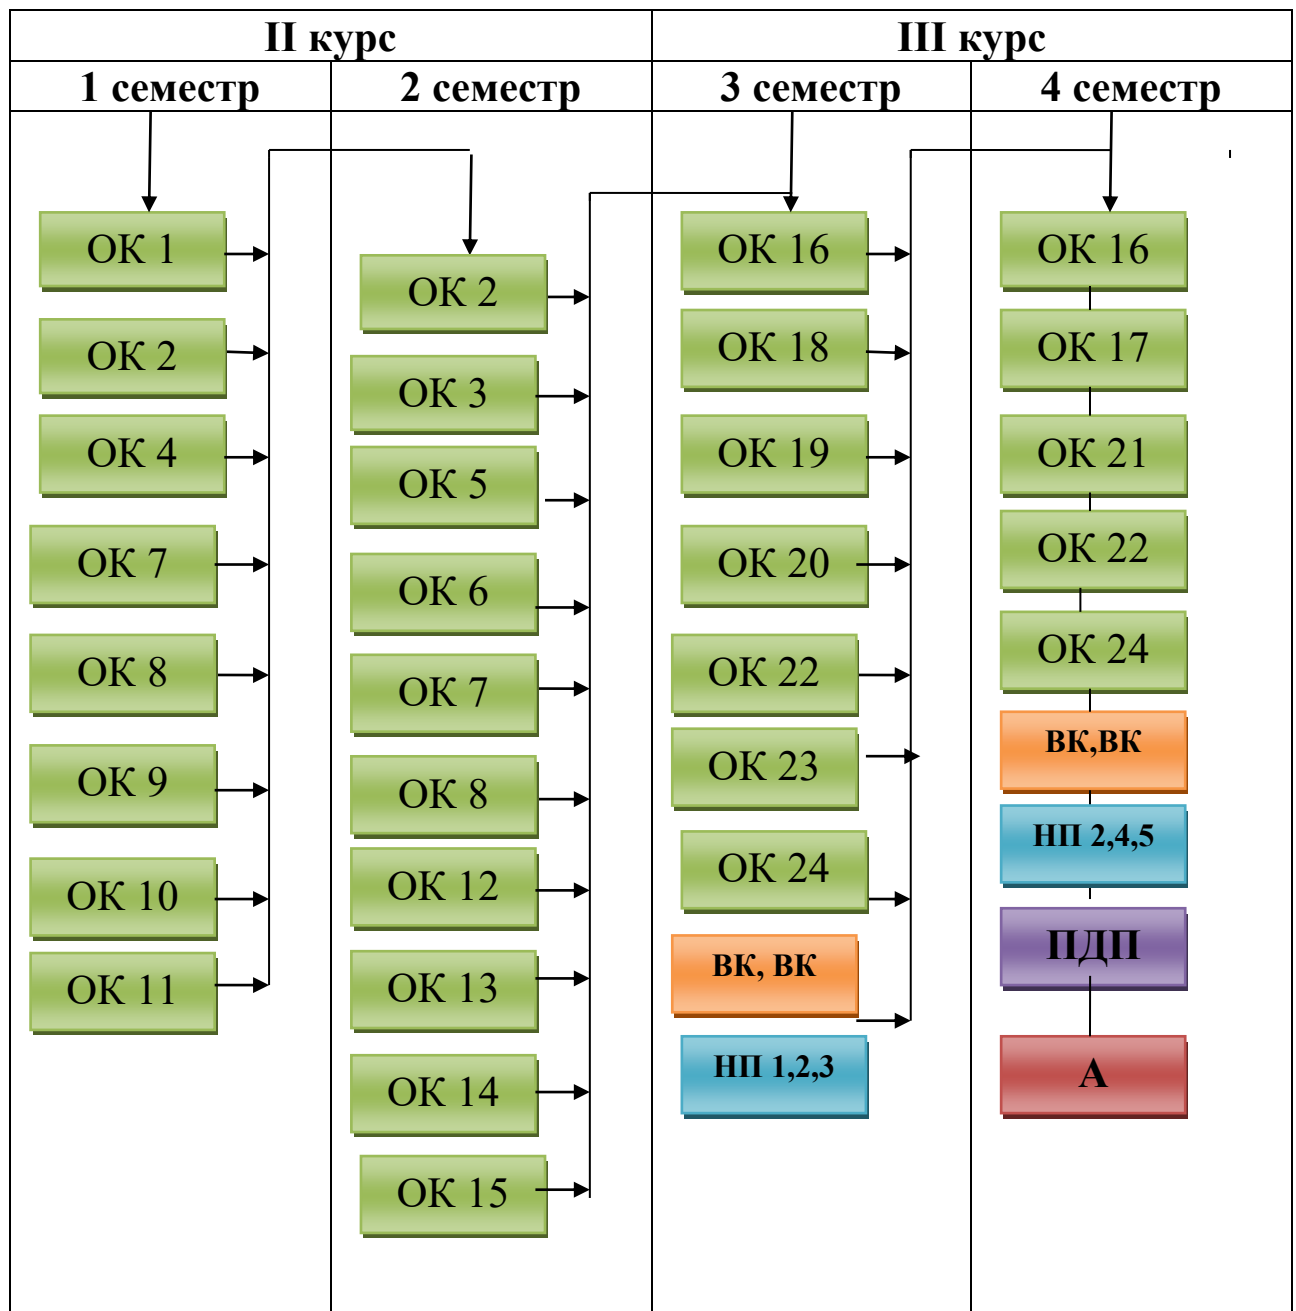 ІІ курс
ІІІ курс
1 семестр
2 семестр
3 семестр
4 семестр
ОК 1
ОК 2
ОК 4
ОК 7
ОК 8
ОК 9
ОК 10
ОК 11
ОК 2
ОК 3
ОК 5
ОК 6
ОК 7
ОК 8
ОК 12
ОК 13
ОК 14
ОК 15
ОК 16
ОК 18
ОК 19
ОК 20
ОК 22
ОК 23
ОК 24
ВК, ВК
НП 1,2,3
ОК 16
ОК 17
ОК 21
ОК 22
ОК 24
ВК,ВК
НП 2,4,5
ПДП
А